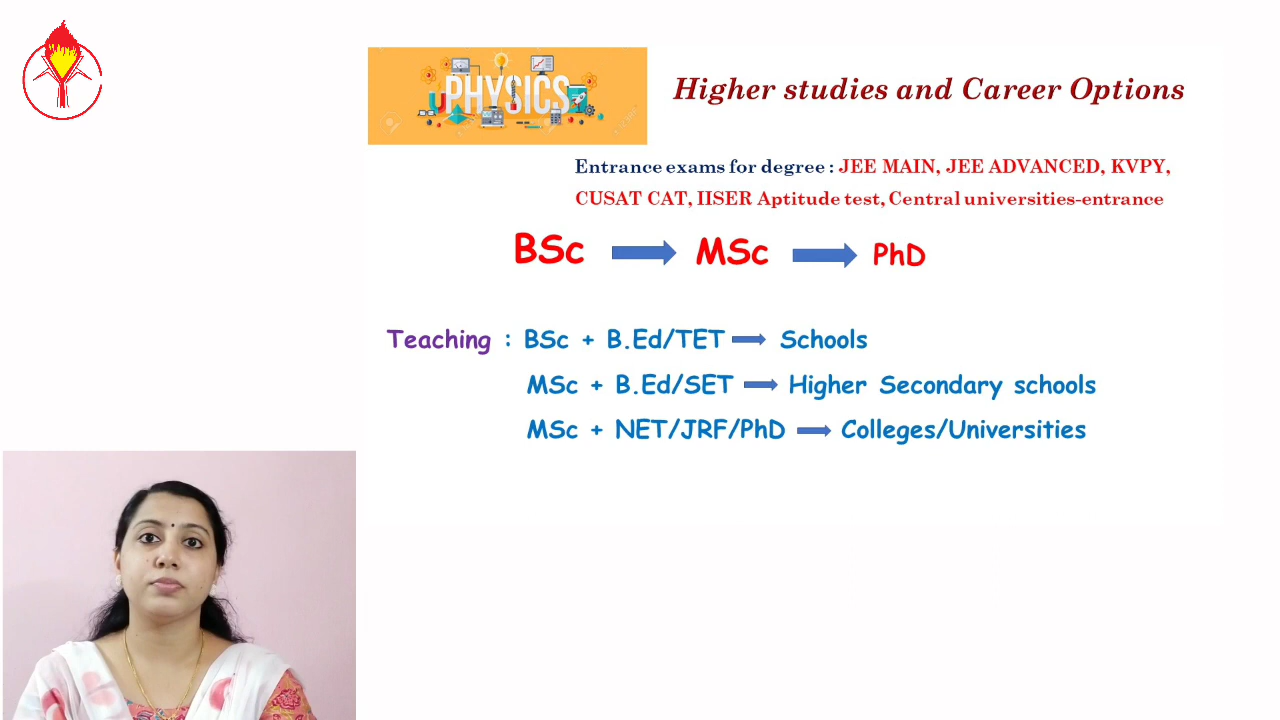 PHYSICS
Higher studies and Career Options
Entrance exams for degree : JEE MAIN, JEE ADVANCED, KVPY,
CUSAT CAT, IISER Aptitude test, Central universities-entrance
BSc MSc PhD
Teaching : BSc + B.Ed/TET Schools
MSc + B.Ed/SET Higher Secondary schools
MSc + NET/JRF/PhD Colleges/Universities